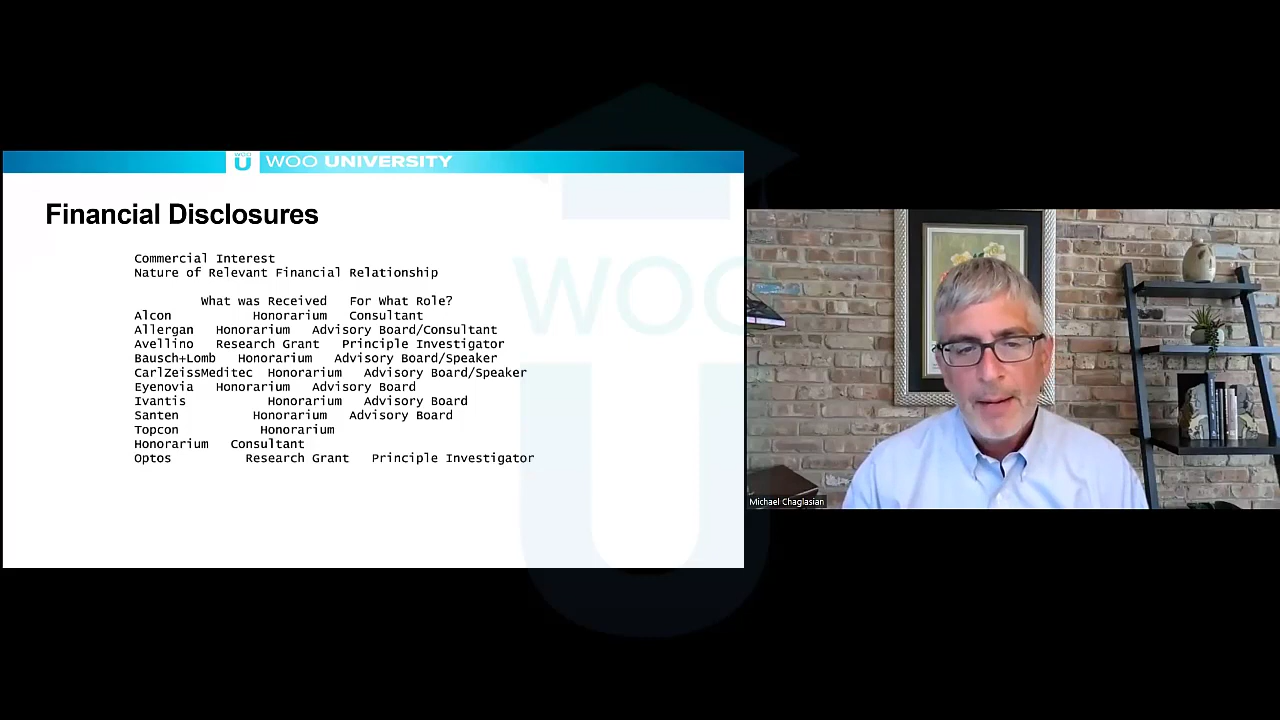 WOO
U
WOO UNIVERSITY
Financial Disclosures
Commercial Interest
Nature of Relevant Financial Relationship
What was Received For What Role?
Alcon Honorarium Consultant
Allergan Honorarium Advisory Board/Consultant
Avellino Research Grant Principle Investigator
Bausch+Lomb Honorarium Advisory Board/Speaker
CarlZeissMeditec Honorarium Advisory Board/Speaker
Eyenovia Honorarium Advisory Board
Ivantis Honorarium Advisory Board
Santen Honorarium Advisory Board
Topcon Honorarium
Honorarium Consultant
Optos Research Grant Principle Investigator
WOO
U
Michael Chaglasian